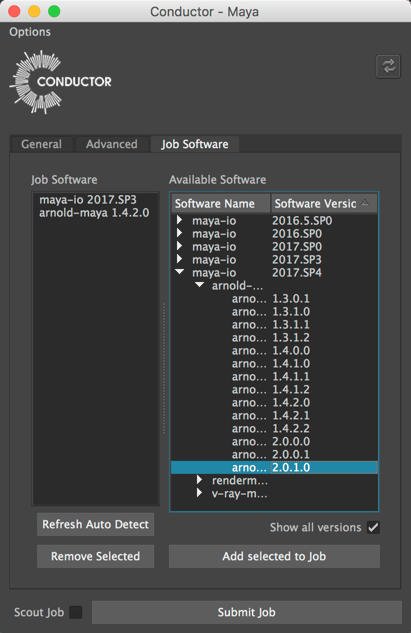 Conductor - Maya
Options
CONDUCTOR
General Advanced Job Software
Job Software Available Software
maya-io 2017.SP3
arnold-maya 1.4.2.0
Software Name Software Versic
maya-io 2016.5.SP0
maya-io 2016.SP0
maya-io 2017.SP0
maya-io 2017.SP3
maya-io 2017.SP4
arnold-...
arno... 1.3.0.1
arno... 1.3.1.0
arno... 1.3.1.1
arno... 1.3.1.2
arno... 1.4.0.0
arno... 1.4.1.0
arno... 1.4.1.1
arno... 1.4.1.2
arno... 1.4.2.0
arno... 1.4.2.1
arno... 1.4.2.2
arno... 2.0.0.0
arno... 2.0.0.1
arno... 2.0.1.0
renderm...
v-ray-m...
Refresh Auto Detect Show all versions
Remove Selected Add selected to Job
Scout Job Submit Job